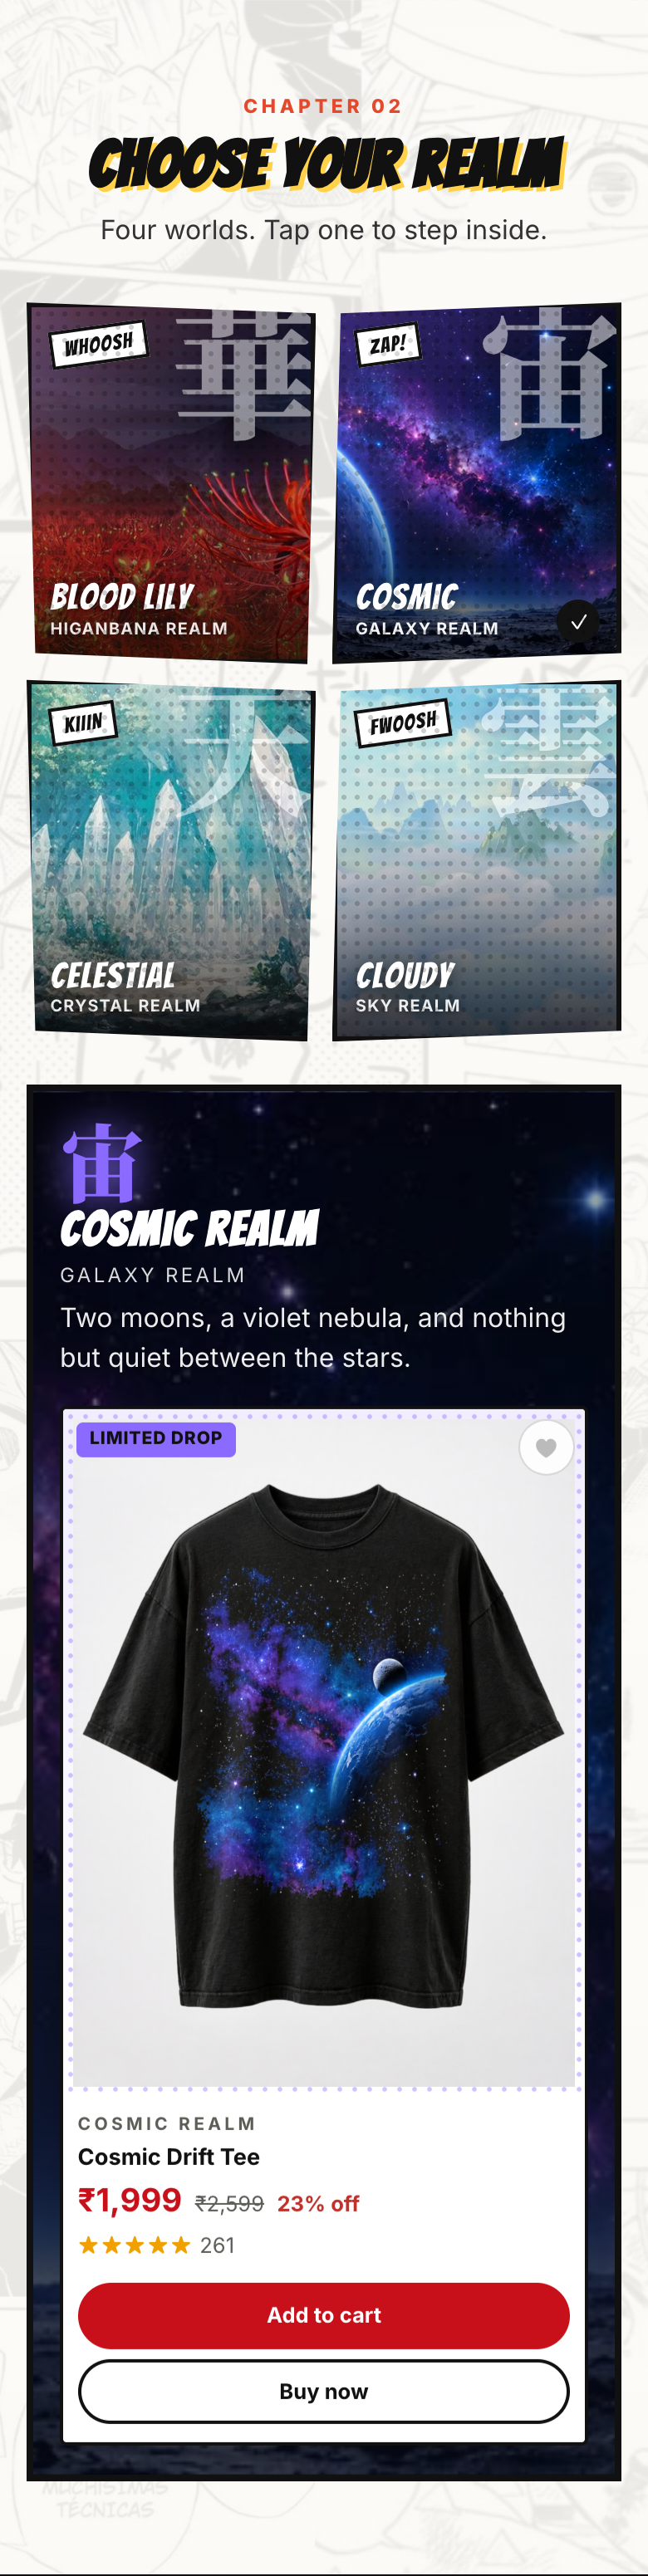 CHAPTER 02
CHOOSE YOUR REALM
Four worlds. Tap one to step inside.
WHOOSH
華
BLOOD LILY
HIGANBANA REALM
ZAP!
宙
COSMIC
GALAXY REALM
KIIIN
天
CELESTIAL
CRYSTAL REALM
FWOOSH
雲
CLOUDY
SKY REALM
宙
COSMIC REALM
GALAXY REALM
Two moons, a violet nebula, and nothing
but quiet between the stars.
LIMITED DROP
COSMIC REALM
Cosmic Drift Tee
₹1,999 ₹2,599 23% off
261
Add to cart
Buy now
MUCHÍSIMAS
TÉCNICAS